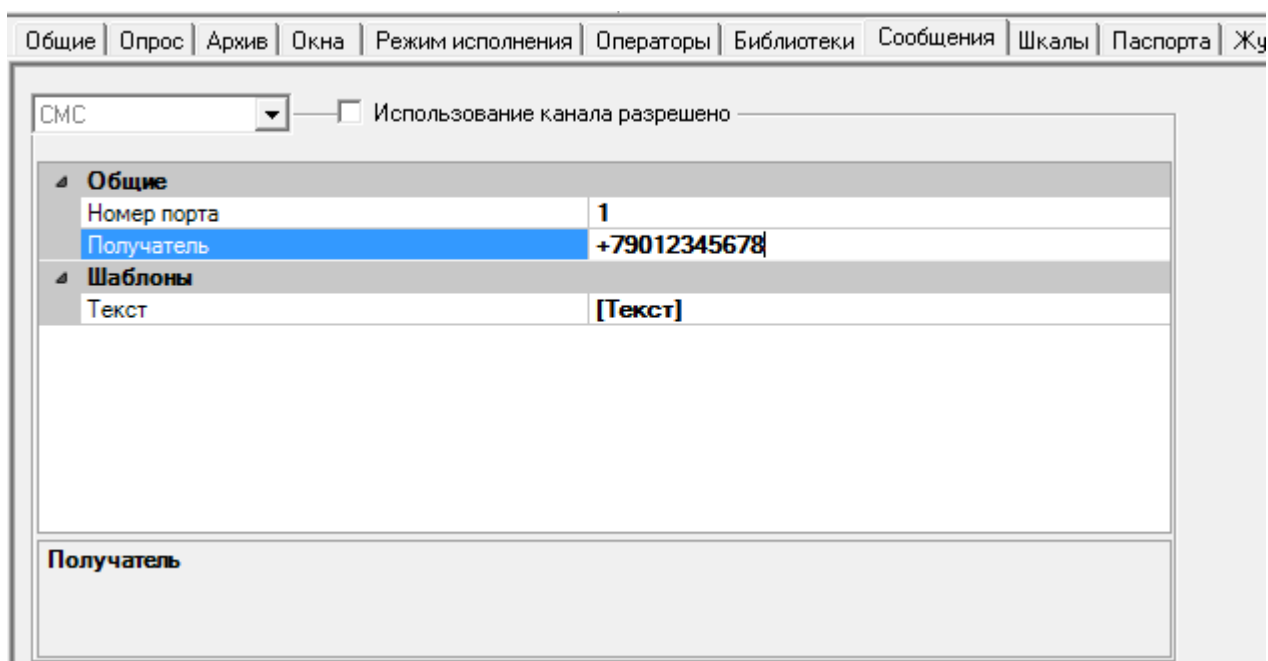 Общие Опрос Архив Окна Режим исполнения Операторы Библиотеки Сообщения Шкалы Паспорта
СМС Использование канала разрешено
Общие
Номер порта 1
Получатель +79012345678
Шаблоны
Текст [Текст]
Получатель